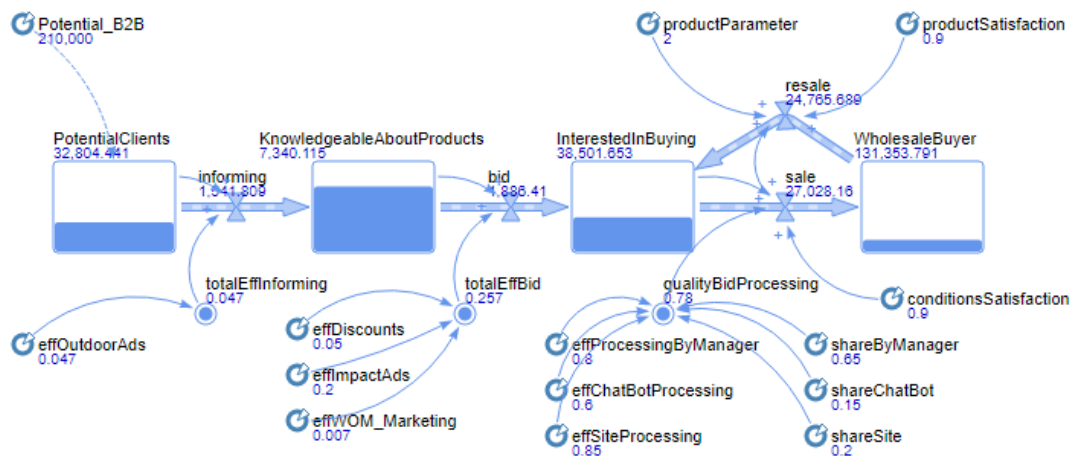 Potential_B2B
210,000
productParameter
2
productSatisfaction
0.9
resale
24,765.689
PotentialClients
32,804.441
KnowledgeableAboutProducts
7,340.115
InterestedInBuying
38,501.653
WholesaleBuyer
131,353.791
informing
1,541.809
bid
1,886.41
sale
27,028.16
totalEffInforming
0.047
totalEffBid
0.257
qualityBidProcessing
0.78
conditionsSatisfaction
0.9
effOutdoorAds
0.047
effDiscounts
0.05
effProcessingByManager
0.8
shareByManager
0.65
effImpactAds
0.2
effChatBotProcessing
0.6
shareChatBot
0.15
effWOM_Marketing
0.007
effSiteProcessing
0.85
shareSite
0.2